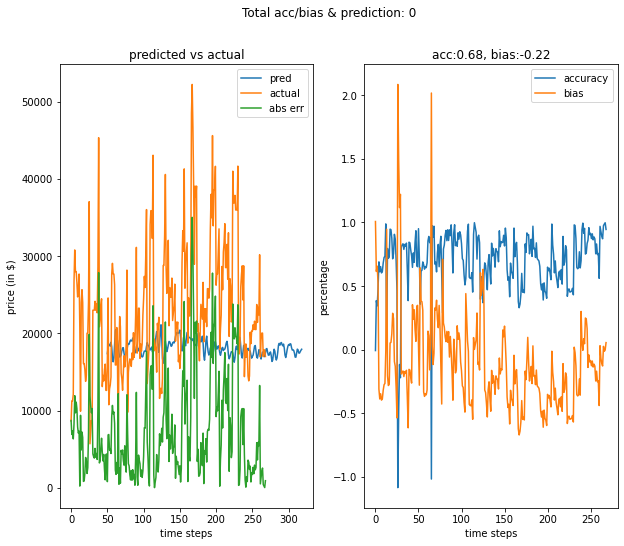 Total acc/bias & prediction: 0
predicted vs actual
price (in $)
50000
40000
30000
20000
10000
0
0 50 100 150 200 250 300
time steps
pred
actual
abs err
acc:0.68, bias:-0.22
percentage
2.0
1.5
1.0
0.5
0.0
−0.5
−1.0
0 50 100 150 200 250
time steps
accuracy
bias